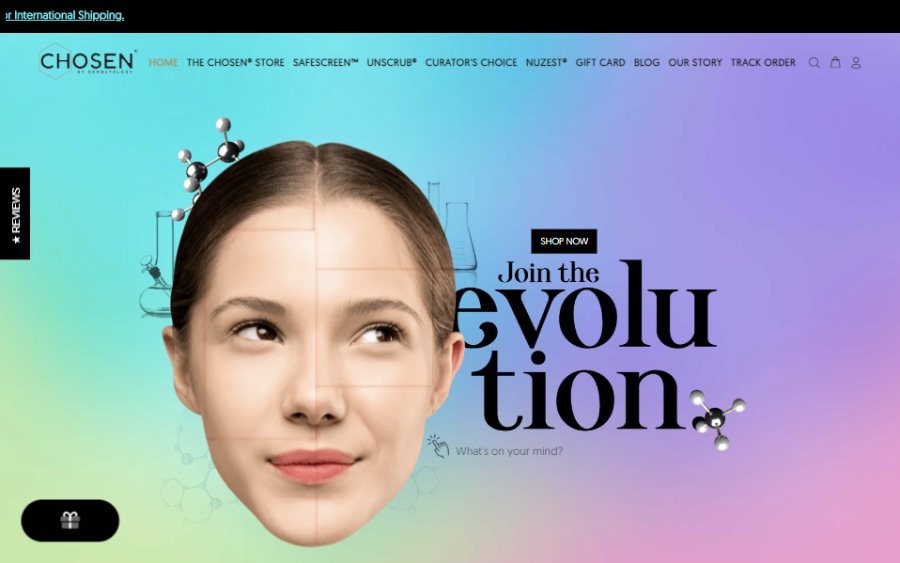 or International Shipping.
CHOSEN®
BY DERMATOLOGY
HOME THE CHOSEN® STORE SAFESCREEN™ UNSCRUB® CURATOR'S CHOICE NUZEST® GIFT CARD BLOG OUR STORY TRACK ORDER
★ REVIEWS
SHOP NOW
Join the
evolu
tion
What's on your mind?